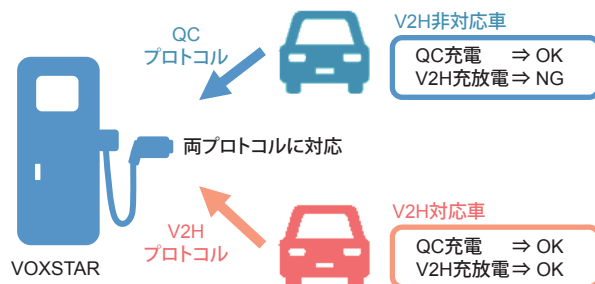 QC
プロトコル
V2H非対応車
QC充電 ⇒ OK
V2H充放電⇒ NG
両プロトコルに対応
V2H
プロトコル
V2H対応車
QC充電 ⇒ OK
V2H充放電⇒ OK
VOXSTAR